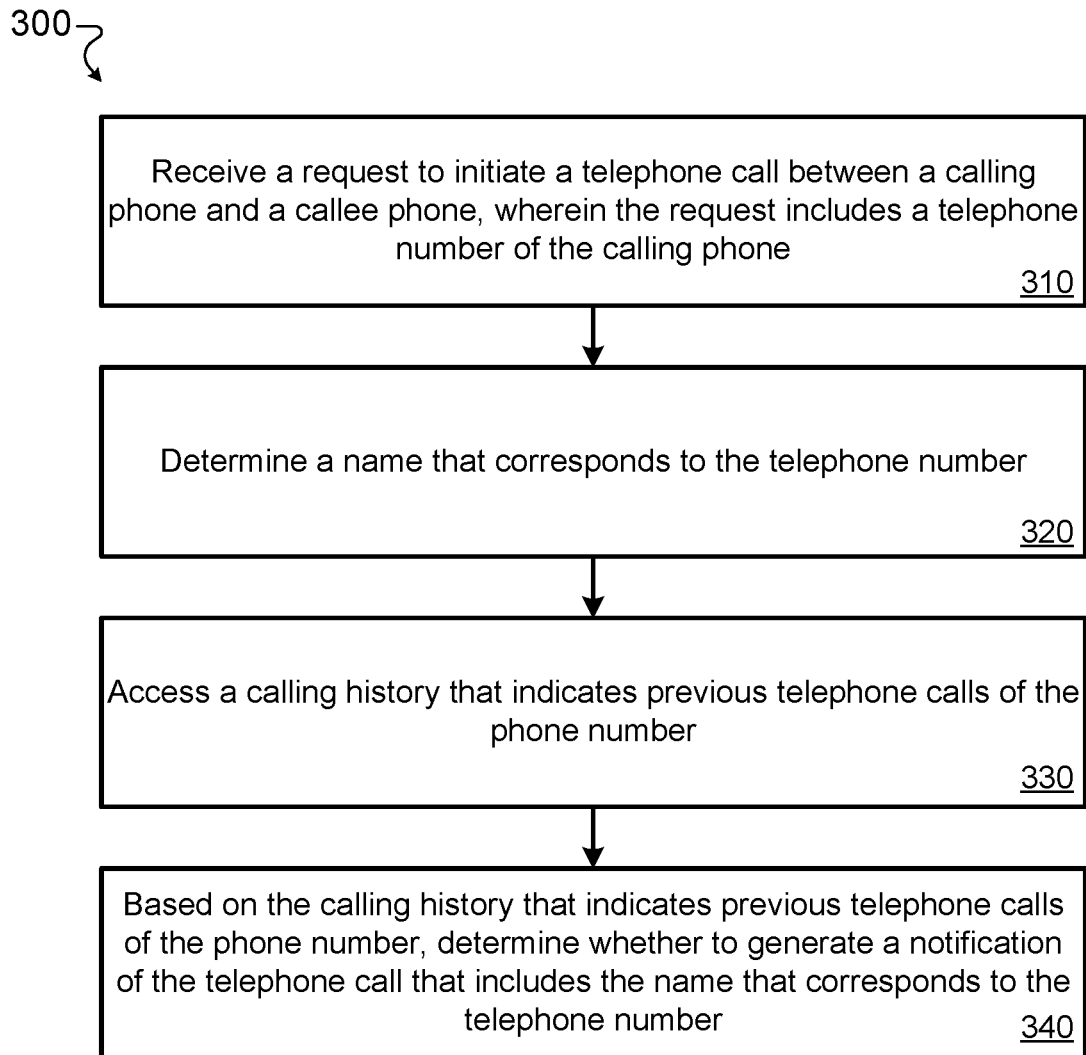 300
Receive a request to initiate a telephone call between a calling
phone and a callee phone, wherein the request includes a telephone
number of the calling phone
310
Determine a name that corresponds to the telephone number
320
Access a calling history that indicates previous telephone calls of the
phone number
330
Based on the calling history that indicates previous telephone calls
of the phone number, determine whether to generate a notification
of the telephone call that includes the name that corresponds to the
telephone number
340